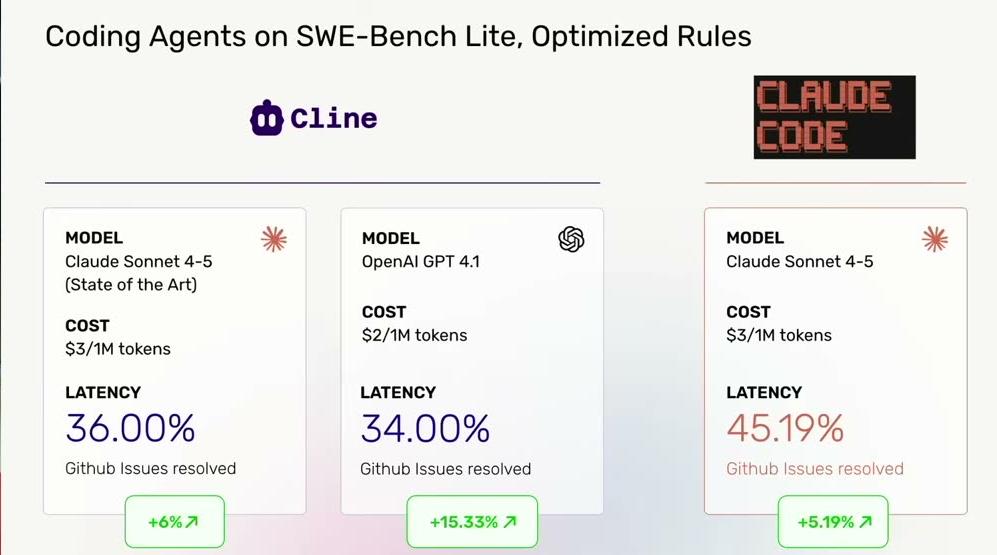 Coding Agents on SWE-Bench Lite, Optimized Rules
Cline
CLAUDE
CODE
MODEL
Claude Sonnet 4-5
(State of the Art)
COST
$3/1M tokens
LATENCY
36.00%
Github Issues resolved
+6%↗
MODEL
OpenAI GPT 4.1
COST
$2/1M tokens
LATENCY
34.00%
Github Issues resolved
+15.33%↗
MODEL
Claude Sonnet 4-5
COST
$3/1M tokens
LATENCY
45.19%
Github Issues resolved
+5.19%↗